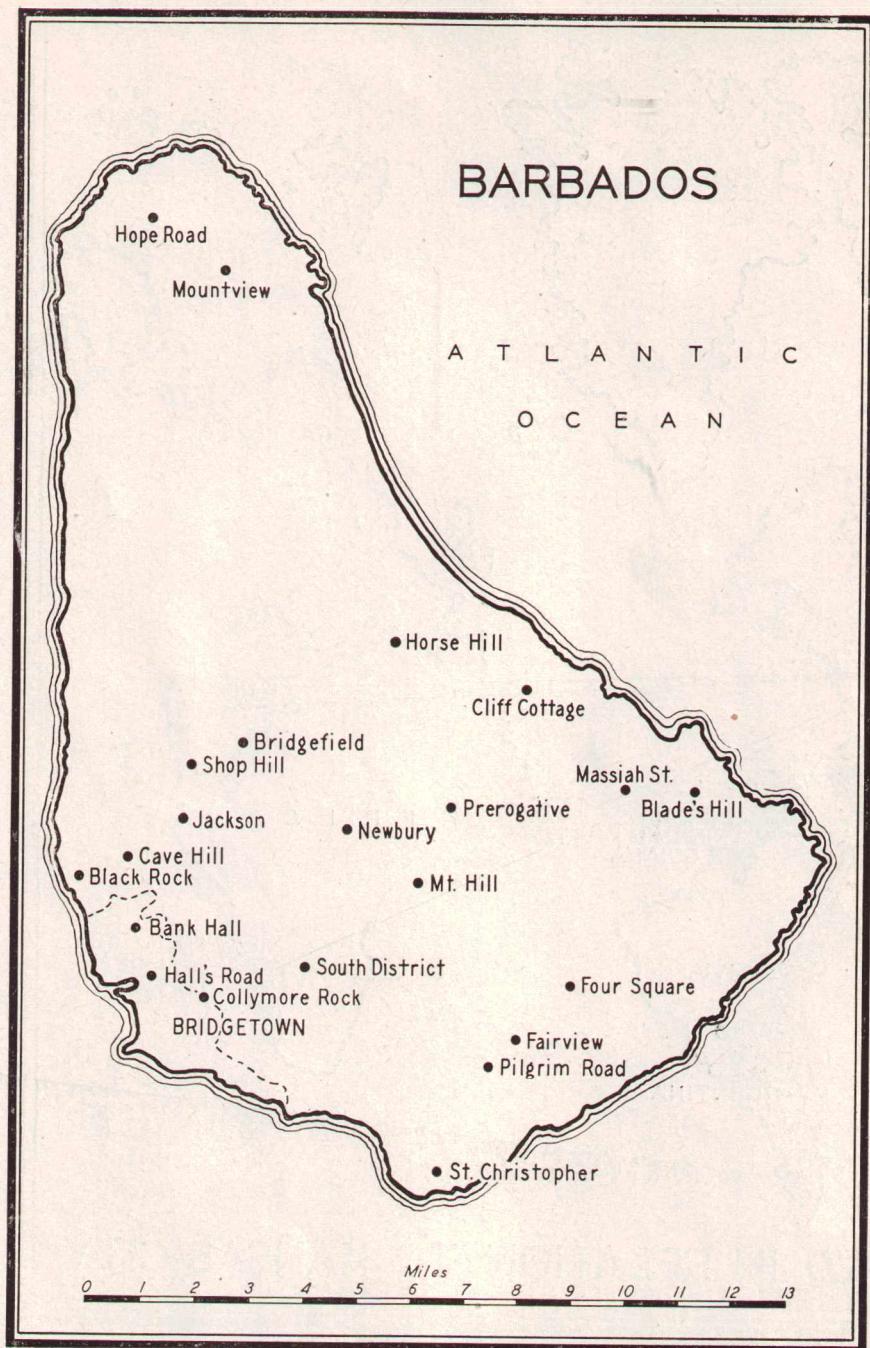 BARBADOS
Hope Road
Mountview
ATLANTIC
OCEAN
Horse Hill
Cliff Cottage
Bridgefield
Shop Hill
Massiah St.
Blade's Hill
Prerogative
Jackson
Newbury
Cave Hill
Black Rock
Mt. Hill
Bank Hall
South District
Hall's Road
Four Square
Collymore Rock
BRIDGETOWN
Fairview
Pilgrim Road
St. Christopher
Miles
0 1 2 3 4 5 6 7 8 9 10 11 12 13